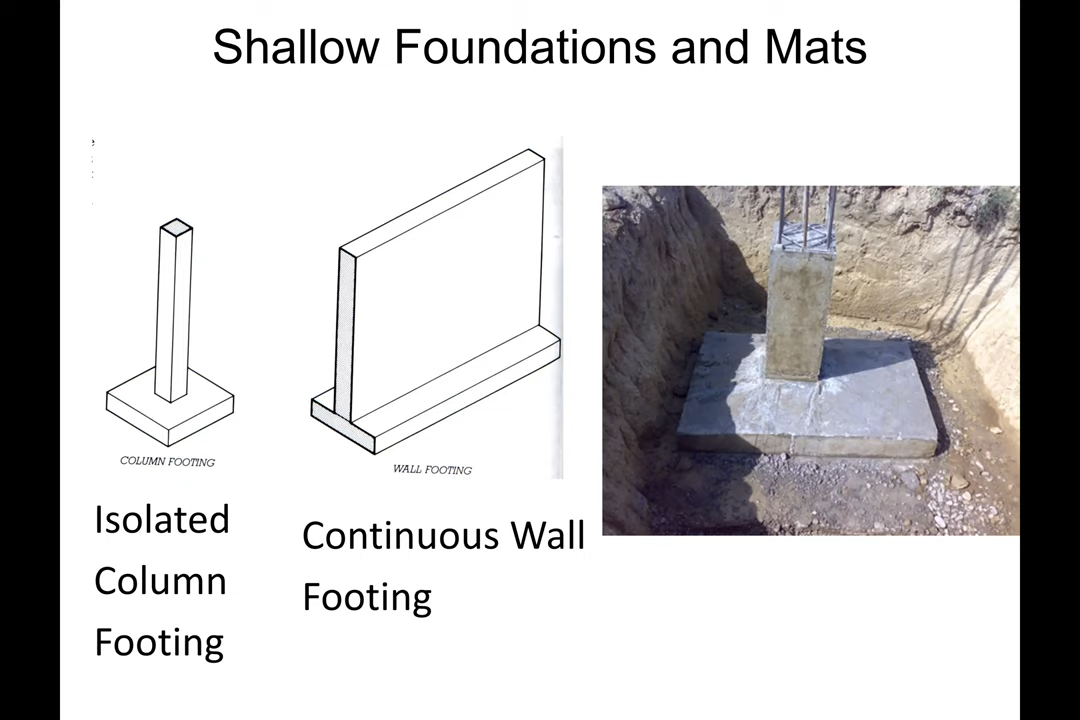 Shallow Foundations and Mats
COLUMN FOOTING
WALL FOOTING
Isolated
Column
Footing
Continuous Wall
Footing